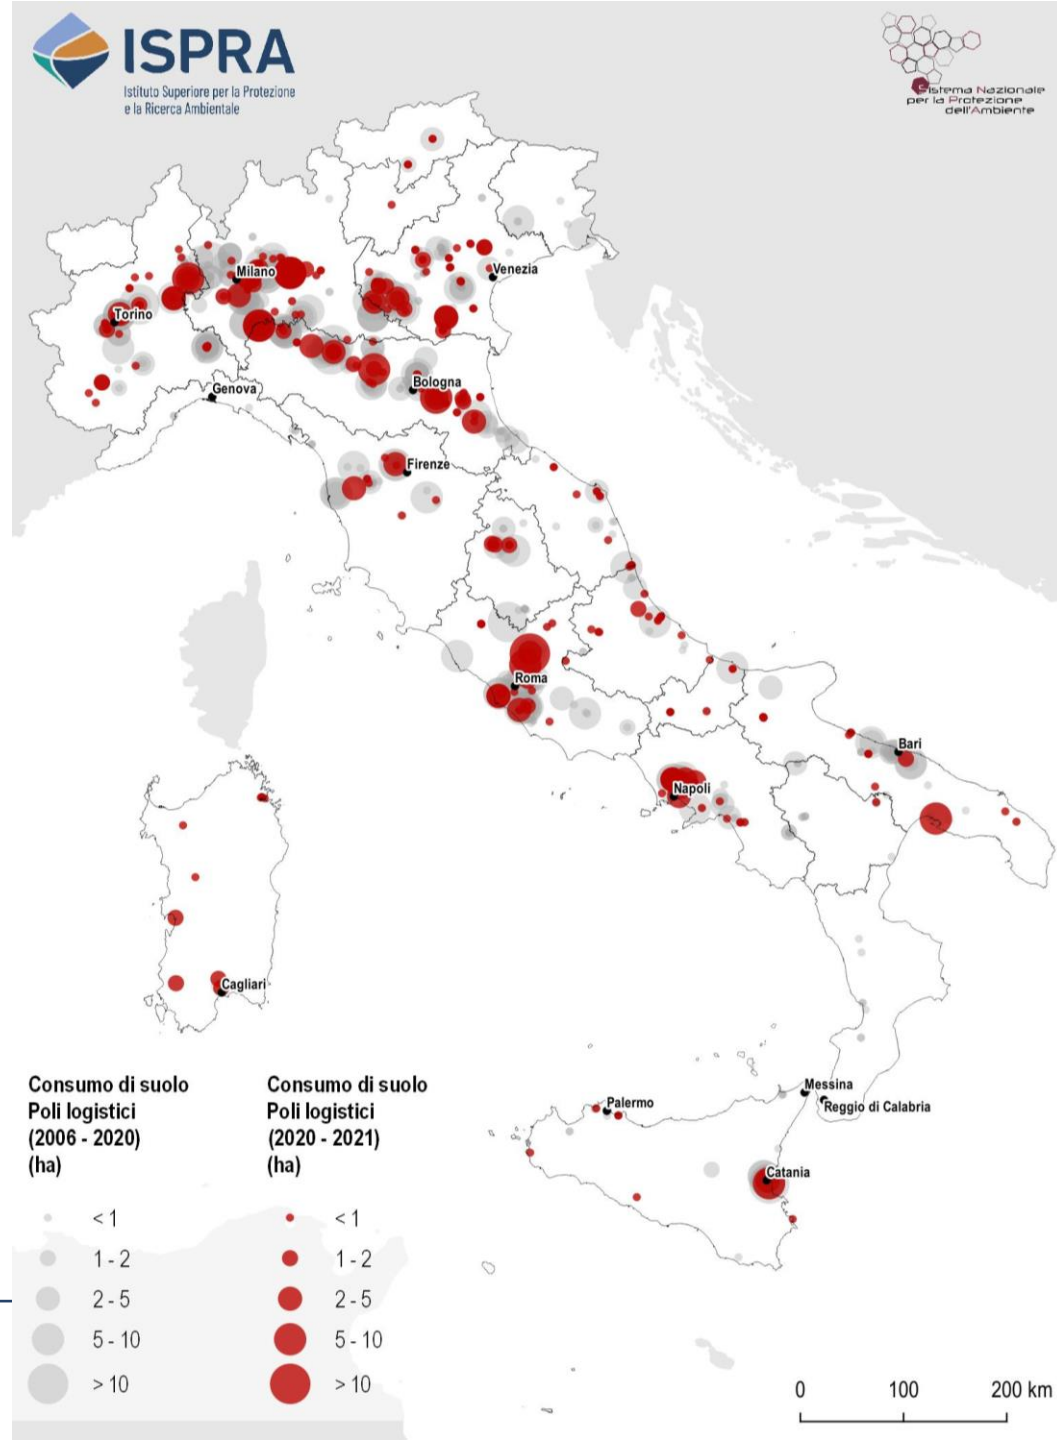 ISPRA
Istituto Superiore per la Protezione
e la Ricerca Ambientale
Sistema Nazionale
per la Protezione
dell'Ambiente
Milano
Venezia
Torino
Bologna
Genova
Firenze
Roma
Bari
Napoli
Cagliari
Messina
Palermo
Reggio di Calabria
Catania
Consumo di suolo
Poli logistici
(2006 - 2020)
(ha)
< 1
1 - 2
2 - 5
5 - 10
> 10
Consumo di suolo
Poli logistici
(2020 - 2021)
(ha)
< 1
1 - 2
2 - 5
5 - 10
> 10
0 100 200 km